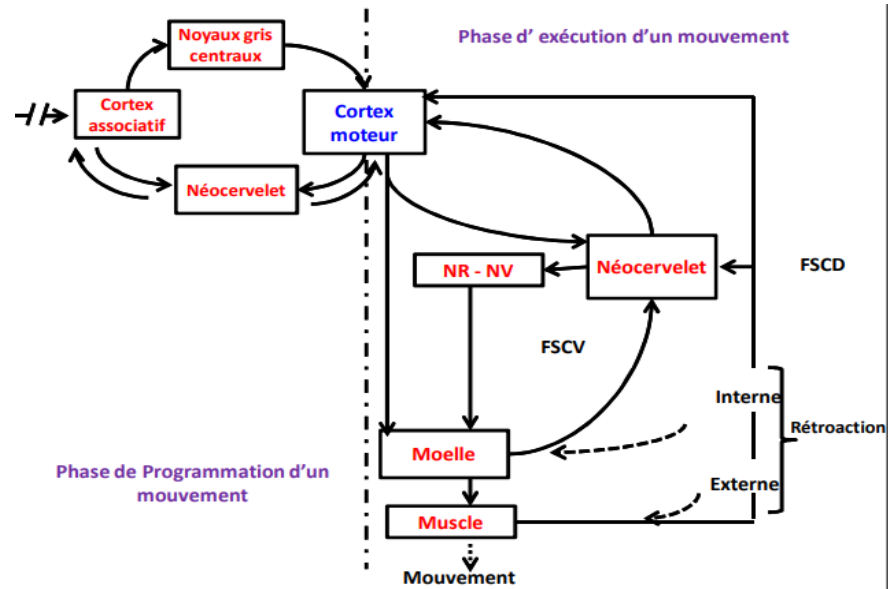 Noyaux gris
centraux
Phase d' exécution d'un mouvement
Cortex
associatif
Cortex
moteur
Néocervelet
NR - NV
Néocervelet
FSCD
FSCV
Interne
Rétroaction
Moelle
Externe
Phase de Programmation d'un
mouvement
Muscle
Mouvement